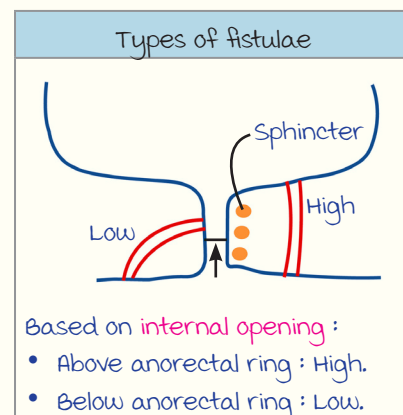 Types of fistulae
Sphincter
High
Low
Based on internal opening :
• Above anorectal ring : High.
• Below anorectal ring : Low.